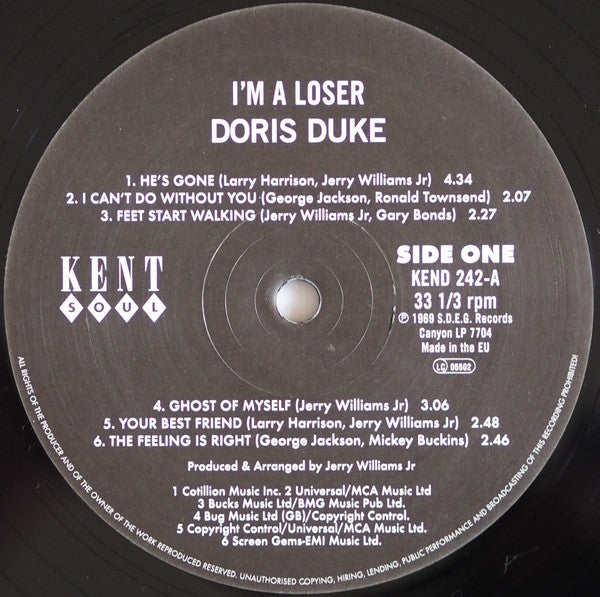 I'M A LOSER
DORIS DUKE
1. HE'S GONE (Larry Harrison, Jerry Williams Jr) 4.34
2. I CAN'T DO WITHOUT YOU (George Jackson, Ronald Townsend) 2.07
3. FEET START WALKING (Jerry Williams Jr, Gary Bonds) 2.27
KENT
SOUL
SIDE ONE
KEND 242-A
33 1/3 rpm
℗ 1969 S.D.E.G. Records
Canyon LP 7704
Made in the EU
LC 05502
4. GHOST OF MYSELF (Jerry Williams Jr) 3.06
5. YOUR BEST FRIEND (Larry Harrison, Jerry Williams Jr) 2.48
6. THE FEELING IS RIGHT (George Jackson, Mickey Buckins) 2.46
Produced & Arranged by Jerry Williams Jr
1 Cotillion Music Inc. 2 Universal/MCA Music Ltd
3 Bucks Music Ltd/BMG Music Pub Ltd.
4 Bug Music Ltd (GB)/Copyright Control.
5 Copyright Control/Universal/MCA Music Ltd.
6 Screen Gems-EMI Music Ltd.
ALL RIGHTS OF THE PRODUCER AND OF THE OWNER OF THE WORK REPRODUCED RESERVED. UNAUTHORISED COPYING, HIRING, LENDING, PUBLIC PERFORMANCE AND BROADCASTING OF THIS RECORDING PROHIBITED!